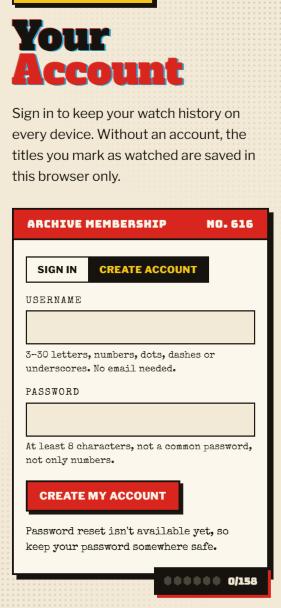 Your
Account
Sign in to keep your watch history on
every device. Without an account, the
titles you mark as watched are saved in
this browser only.
ARCHIVE MEMBERSHIP NO. 616
SIGN IN CREATE ACCOUNT
USERNAME
3–30 letters, numbers, dots, dashes or
underscores. No email needed.
PASSWORD
At least 8 characters, not a common password,
not only numbers.
CREATE MY ACCOUNT
Password reset isn't available yet, so
keep your password somewhere safe.
0/158